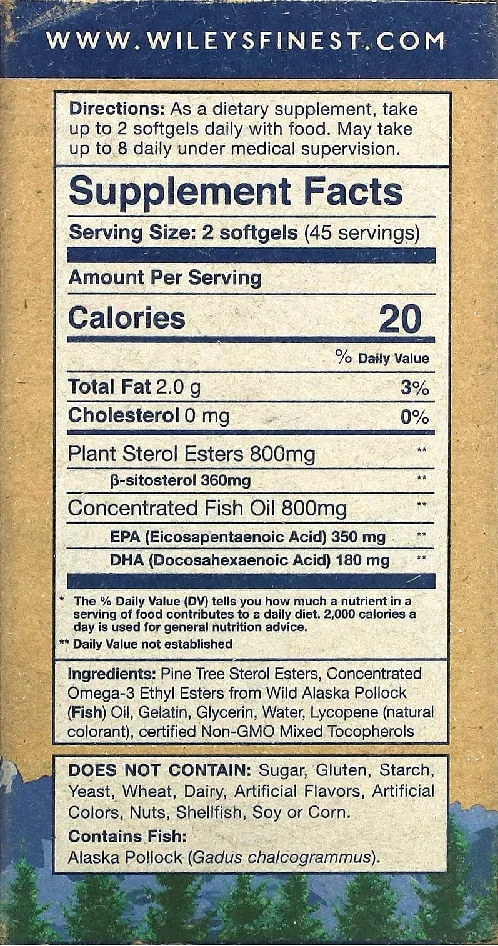 WWW.WILEYSFINEST.COM
Directions: As a dietary supplement, take
up to 2 softgels daily with food. May take
up to 8 daily under medical supervision.
Supplement Facts
Serving Size: 2 softgels (45 servings)
Amount Per Serving
Calories 20
% Daily Value
Total Fat 2.0 g 3%
Cholesterol 0 mg 0%
Plant Sterol Esters 800mg **
β-sitosterol 360mg **
Concentrated Fish Oil 800mg **
EPA (Eicosapentaenoic Acid) 350 mg **
DHA (Docosahexaenoic Acid) 180 mg **
* The % Daily Value (DV) tells you how much a nutrient in a
serving of food contributes to a daily diet. 2,000 calories a
day is used for general nutrition advice.
** Daily Value not established
Ingredients: Pine Tree Sterol Esters, Concentrated
Omega-3 Ethyl Esters from Wild Alaska Pollock
(Fish) Oil, Gelatin, Glycerin, Water, Lycopene (natural
colorant), certified Non-GMO Mixed Tocopherols
DOES NOT CONTAIN: Sugar, Gluten, Starch,
Yeast, Wheat, Dairy, Artificial Flavors, Artificial
Colors, Nuts, Shellfish, Soy or Corn.
Contains Fish:
Alaska Pollock (Gadus chalcogrammus).